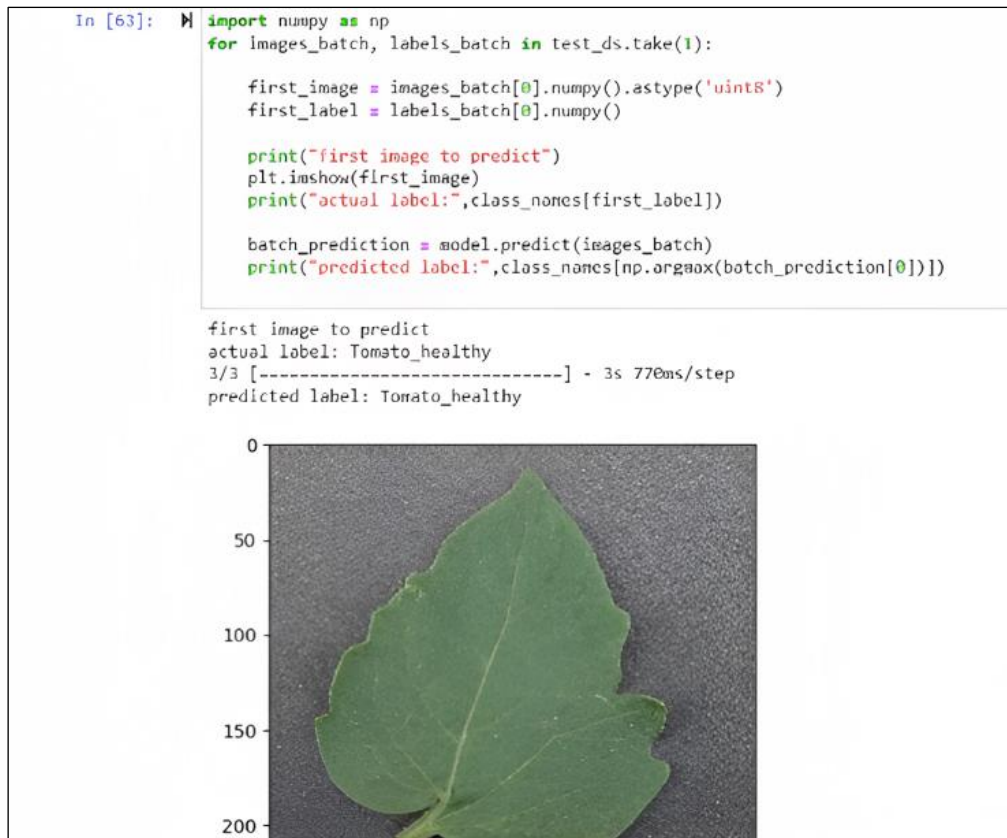 In [63]:
import numpy as np
for images_batch, labels_batch in test_ds.take(1):
first_image = images_batch[0].numpy().astype('uint8')
first_label = labels_batch[0].numpy()
print("first image to predict")
plt.imshow(first_image)
print("actual label:",class_names[first_label])
batch_prediction = model.predict(images_batch)
print("predicted label:",class_names[np.argmax(batch_prediction[0])])
first image to predict
actual label: Tomato_healthy
3/3 [------------------------------] - 3s 770ms/step
predicted label: Tomato_healthy
0
50
100
150
200